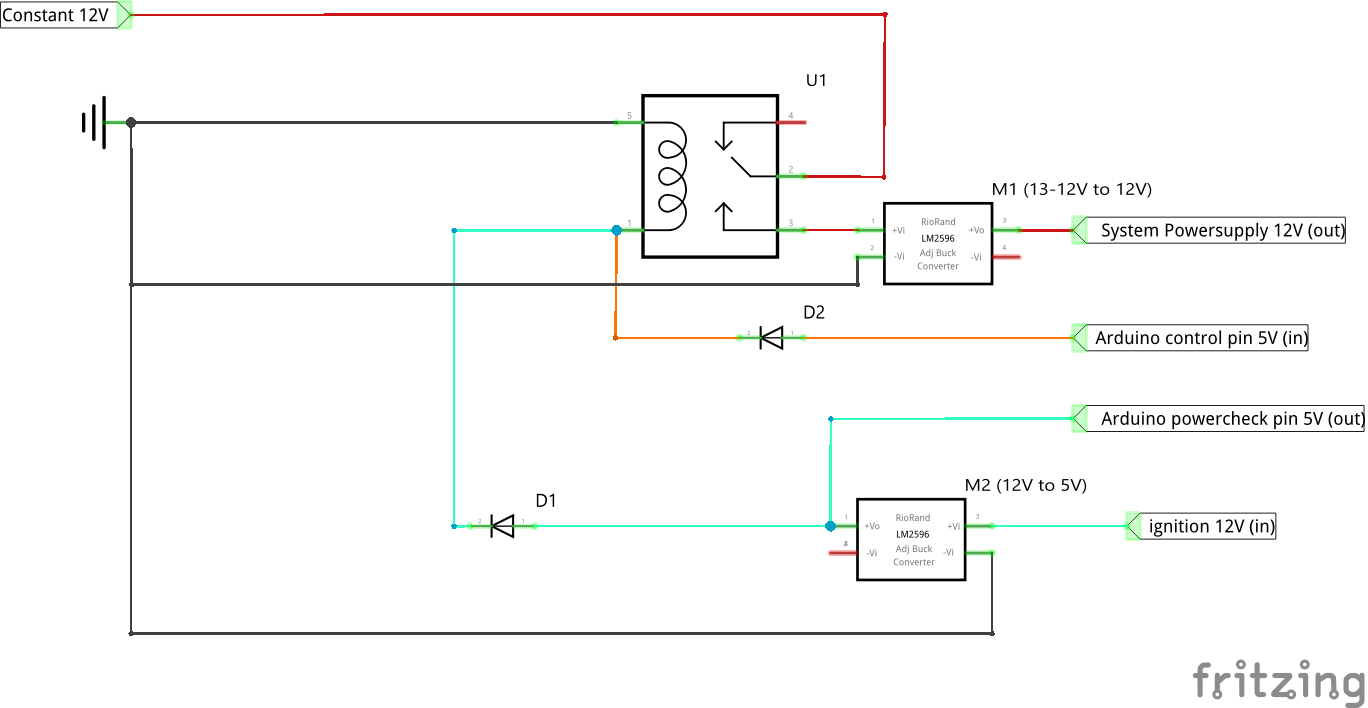 Constant 12V
U1
5
4
2
1
3
M1 (13-12V to 12V)
RioRand
LM2596
Adj Buck
Converter
1
+Vi
2
-Vi
3
+Vo
4
-Vi
System Powersupply 12V (out)
D2
2
1
Arduino control pin 5V (in)
Arduino powercheck pin 5V (out)
M2 (12V to 5V)
D1
2
1
RioRand
LM2596
Adj Buck
Converter
1
+Vo
-Vi
3
+Vi
-Vi
ignition 12V (in)
fritzing